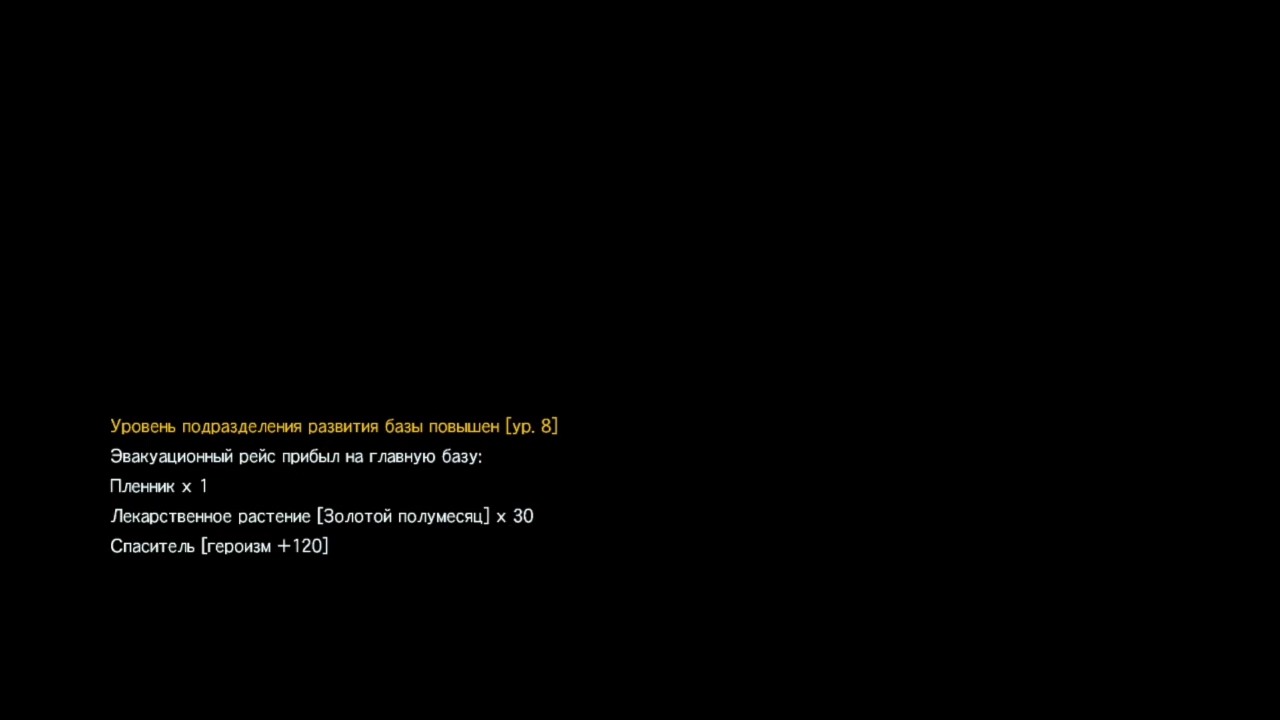 Уровень подразделения развития базы повышен [ур. 8]
Эвакуационный рейс прибыл на главную базу:
Пленник x 1
Лекарственное растение [Золотой полумесяц] x 30
Спаситель [героизм +120]